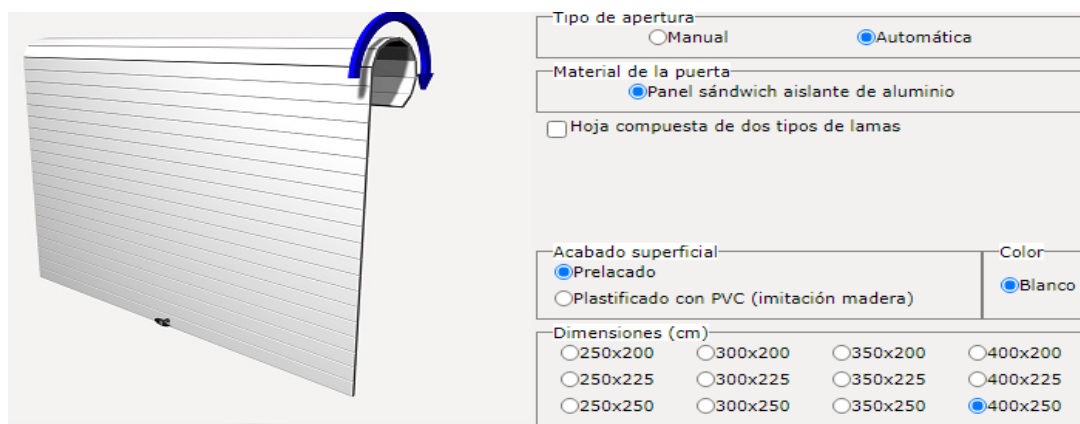 Tipo de apertura
Manual Automática
Material de la puerta
Panel sándwich aislante de aluminio
Hoja compuesta de dos tipos de lamas
Acabado superficial
Prelacado
Plastificado con PVC (imitación madera)
Color
Blanco
Dimensiones (cm)
250x200 300x200 350x200 400x200
250x225 300x225 350x225 400x225
250x250 300x250 350x250 400x250